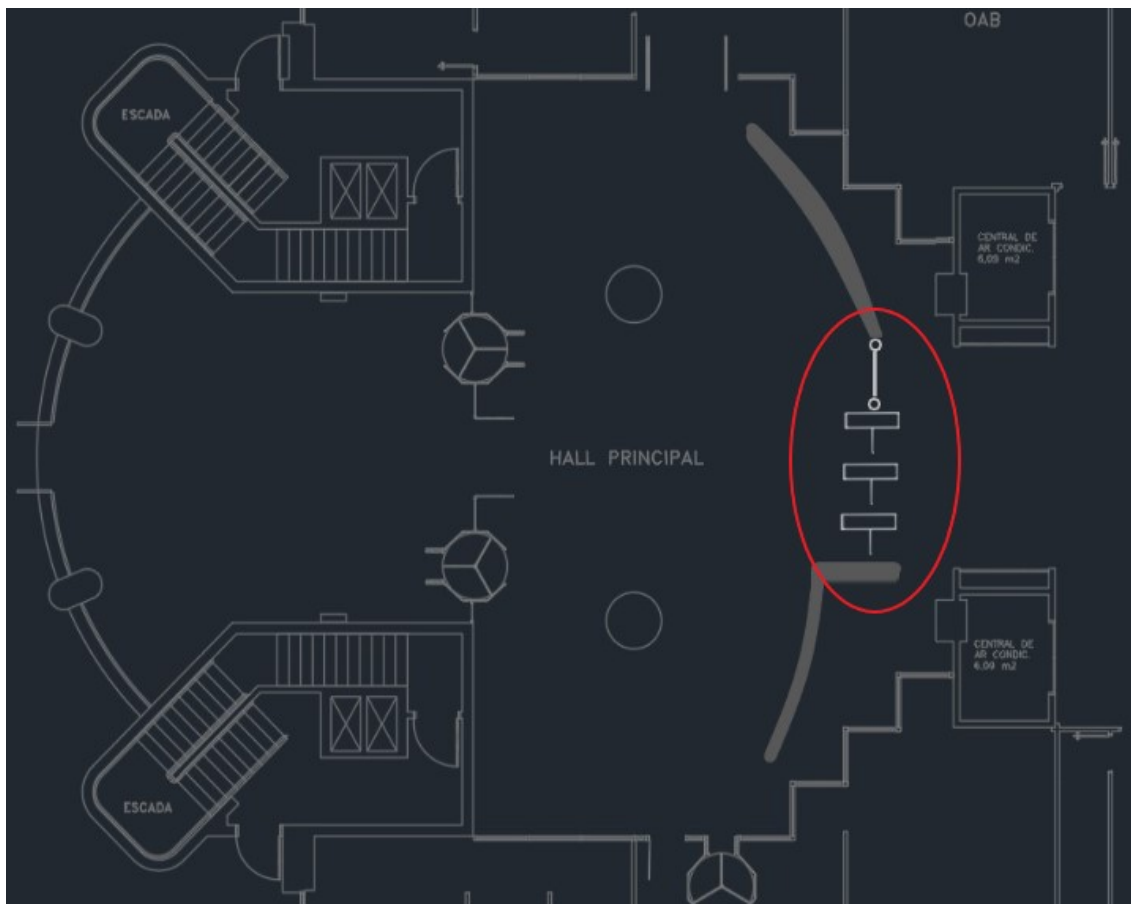 OAB
ESCADA
CENTRAL DE
AR CONDIC.
6,09 m2
HALL PRINCIPAL
CENTRAL DE
AR CONDIC.
6,09 m2
ESCADA